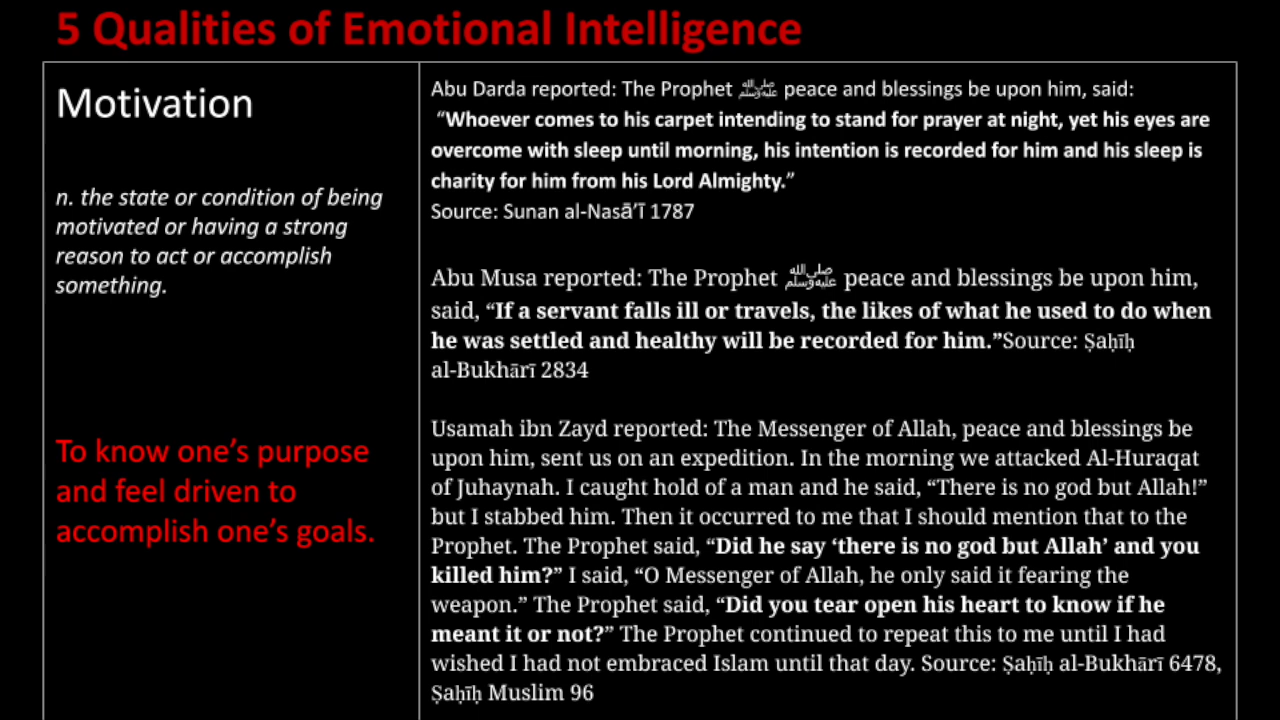 5 Qualities of Emotional Intelligence
Motivation
n. the state or condition of being
motivated or having a strong
reason to act or accomplish
something.
To know one’s purpose
and feel driven to
accomplish one’s goals.
Abu Darda reported: The Prophet ﷺ peace and blessings be upon him, said:
“Whoever comes to his carpet intending to stand for prayer at night, yet his eyes are
overcome with sleep until morning, his intention is recorded for him and his sleep is
charity for him from his Lord Almighty.”
Source: Sunan al-Nasā’ī 1787
Abu Musa reported: The Prophet ﷺ peace and blessings be upon him,
said, “If a servant falls ill or travels, the likes of what he used to do when
he was settled and healthy will be recorded for him.”Source: Ṣaḥīḥ
al-Bukhārī 2834
Usamah ibn Zayd reported: The Messenger of Allah, peace and blessings be
upon him, sent us on an expedition. In the morning we attacked Al-Huraqat
of Juhaynah. I caught hold of a man and he said, “There is no god but Allah!”
but I stabbed him. Then it occurred to me that I should mention that to the
Prophet. The Prophet said, “Did he say ‘there is no god but Allah’ and you
killed him?” I said, “O Messenger of Allah, he only said it fearing the
weapon.” The Prophet said, “Did you tear open his heart to know if he
meant it or not?” The Prophet continued to repeat this to me until I had
wished I had not embraced Islam until that day. Source: Ṣaḥīḥ al-Bukhārī 6478,
Ṣaḥīḥ Muslim 96